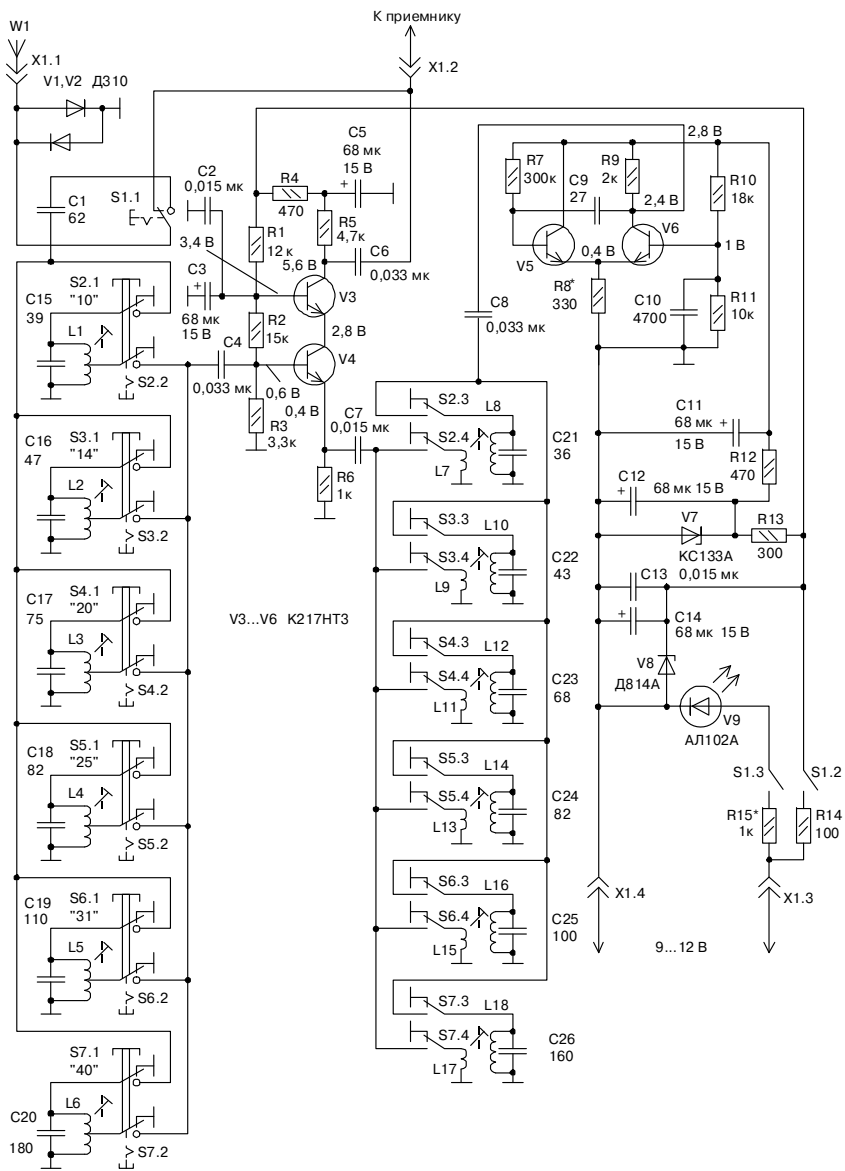 К приемнику
W1
X1.1
X1.2
V1,V2 Д310
C1
62
S1.1
C2
0,015 мк
R4
470
C5
68 мк
15 В
+
R1
12 к
R5
4,7к
3,4 В
5,6 В
C6
0,033 мк
C3
+
68 мк
15 В
V3
R2
15к
2,8 В
C4
0,033 мк
V4
0,6 В
0,4 В
R3
3,3к
C7
0,015 мк
R6
1к
2,8 В
R7
300к
R9
2к
C9
27
2,4 В
R10
18к
V5
0,4 В
V6
1 В
R8*
330
C10
4700
R11
10к
C8
0,033 мк
C11
68 мк
+
15 В
R12
470
C12
+
68 мк 15 В
V7
КС133А
R13
300
C13
0,015 мк
C14
+
68 мк 15 В
V8
Д814А
V9
АЛ102А
S1.3
S1.2
R15*
1к
R14
100
X1.4
X1.3
9...12 В
V3...V6 К217НТ3
C15
39
S2.1
"10"
L1
S2.2
C16
47
S3.1
"14"
L2
S3.2
C17
75
S4.1
"20"
L3
S4.2
C18
82
S5.1
"25"
L4
S5.2
C19
110
S6.1
"31"
L5
S6.2
C20
180
S7.1
"40"
L6
S7.2
S2.3
L8
S2.4
L7
C21
36
S3.3
L10
S3.4
L9
C22
43
S4.3
L12
S4.4
L11
C23
68
S5.3
L14
S5.4
L13
C24
82
S6.3
L16
S6.4
L15
C25
100
S7.3
L18
S7.4
L17
C26
160